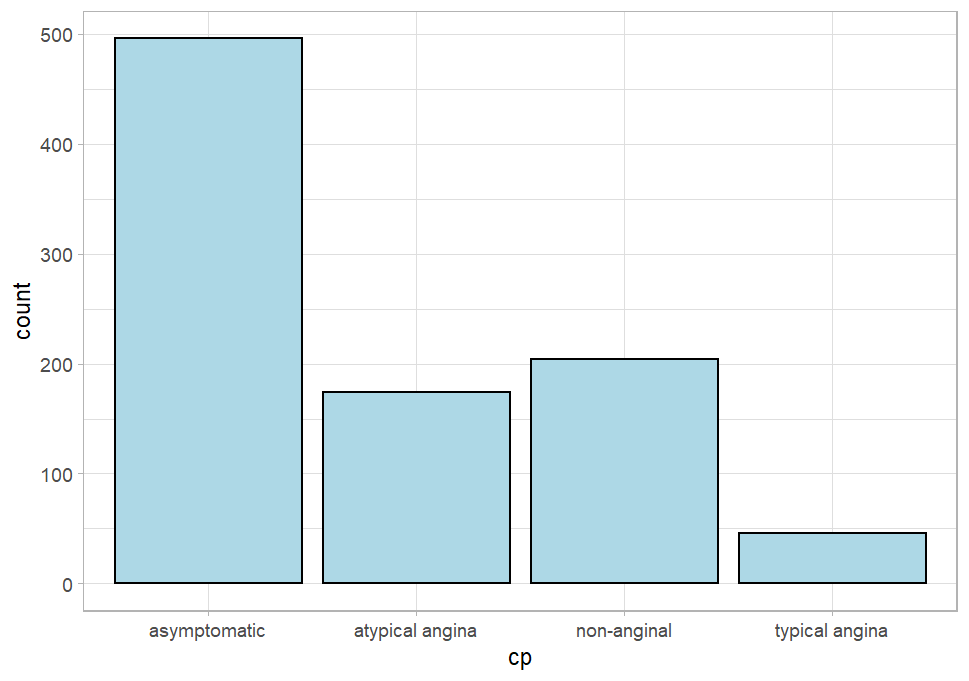 500
400
300
200
100
0
count
asymptomatic
atypical angina
non-anginal
typical angina
cp